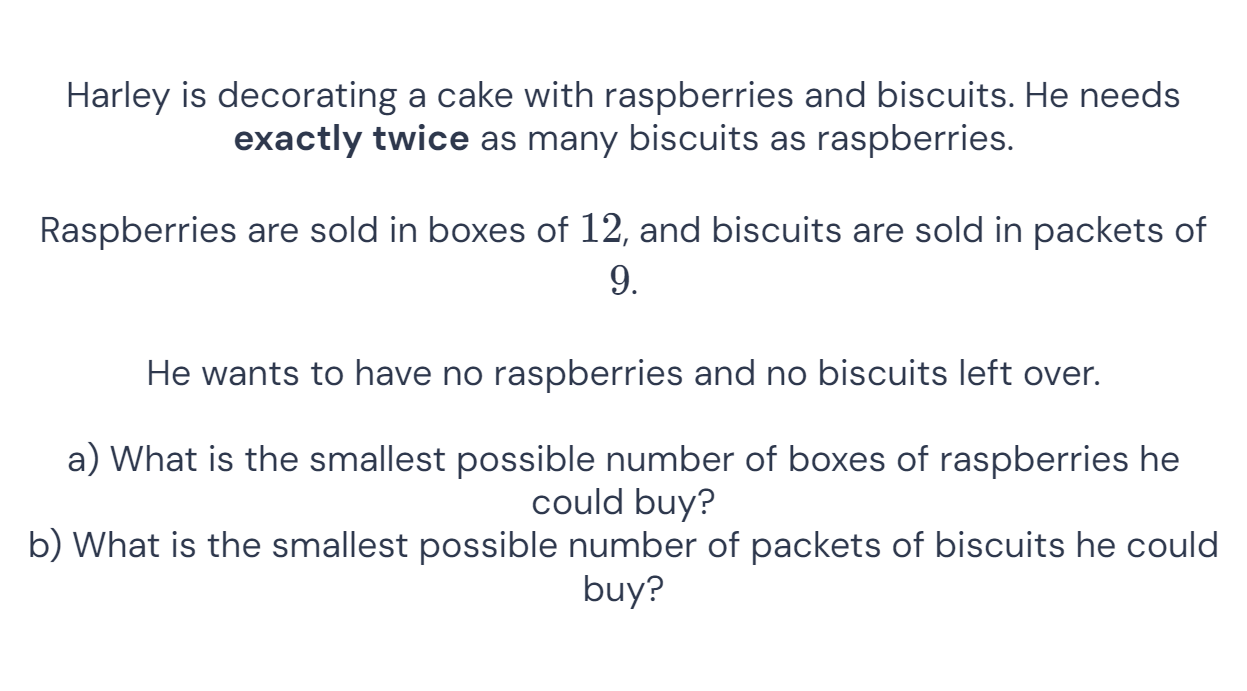 Harley is decorating a cake with raspberries and biscuits. He needs
exactly twice as many biscuits as raspberries.
Raspberries are sold in boxes of 12, and biscuits are sold in packets of
9.
He wants to have no raspberries and no biscuits left over.
a) What is the smallest possible number of boxes of raspberries he
could buy?
b) What is the smallest possible number of packets of biscuits he could
buy?